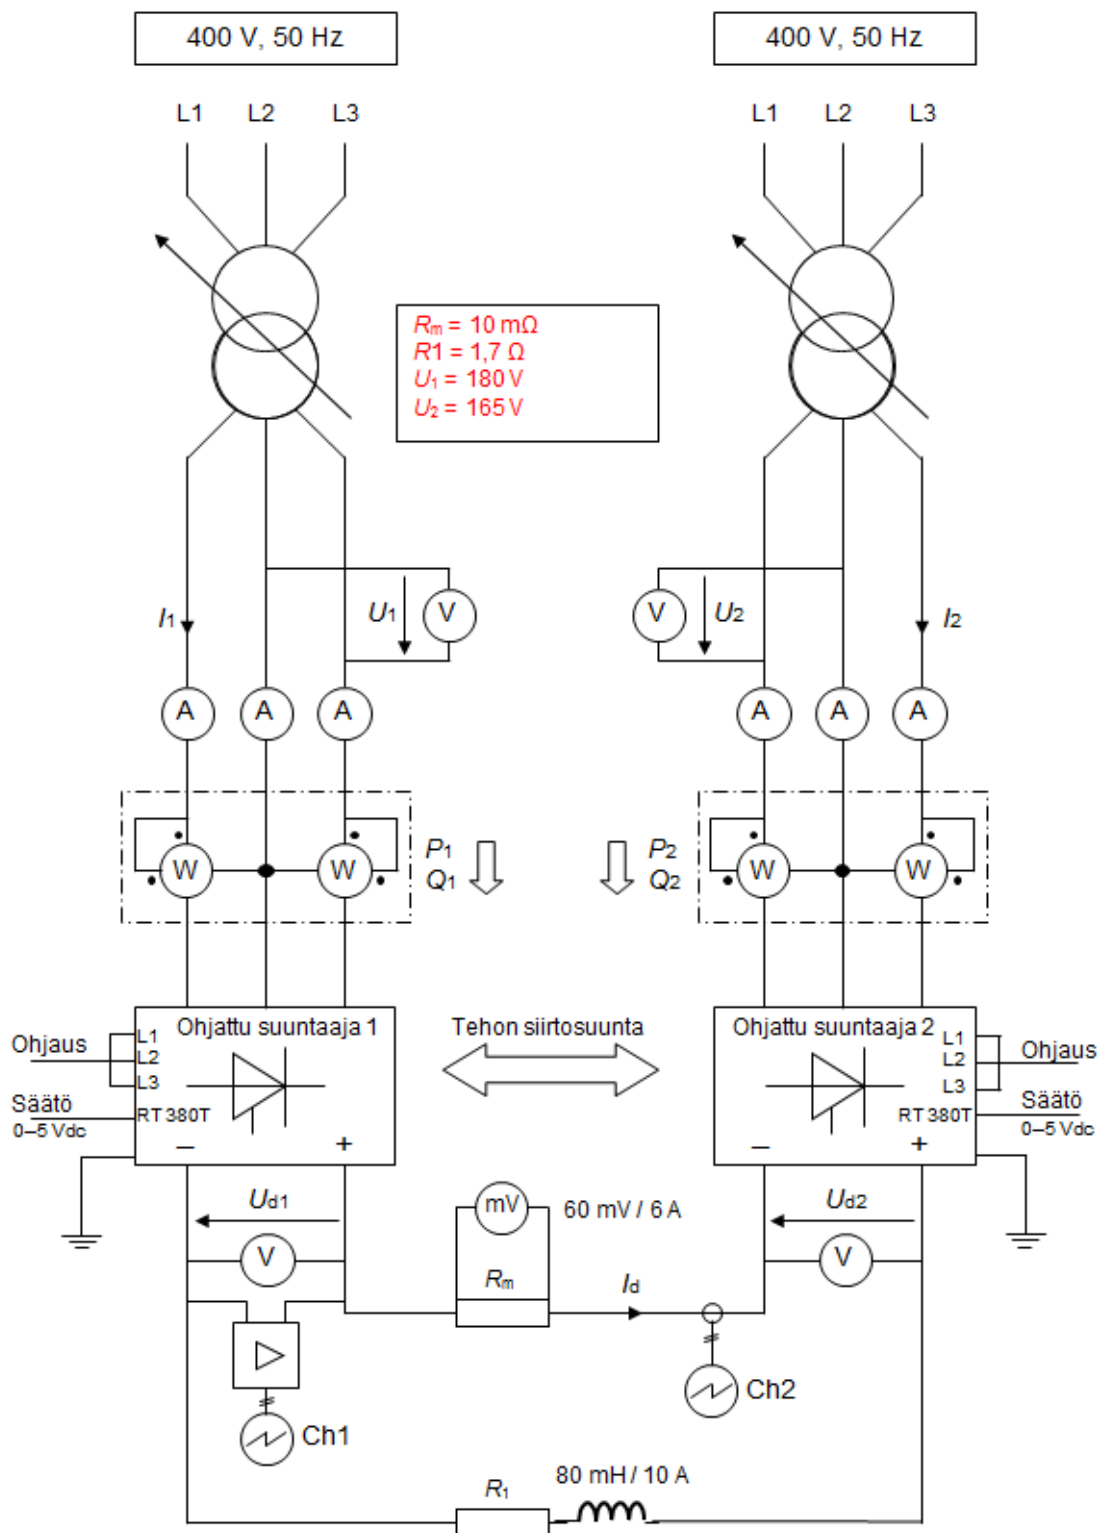 400 V, 50 Hz
400 V, 50 Hz
L1 L2 L3
L1 L2 L3
Rm = 10 mΩ
R1 = 1,7 Ω
U1 = 180 V
U2 = 165 V
I1
U1
V
V
U2
I2
A A A
A A A
W W
P1
Q1
P2
Q2
W W
Ohjattu suuntaaja 1
L1
L2
L3
RT 380T
– +
Ohjaus
Säätö
0–5 Vdc
Tehon siirtosuunta
Ohjattu suuntaaja 2
L1
L2
L3
RT 380T
– +
Ohjaus
Säätö
0–5 Vdc
Ud1
V
mV
60 mV / 6 A
Ud2
V
Rm
Id
Ch1
Ch2
R1
80 mH / 10 A